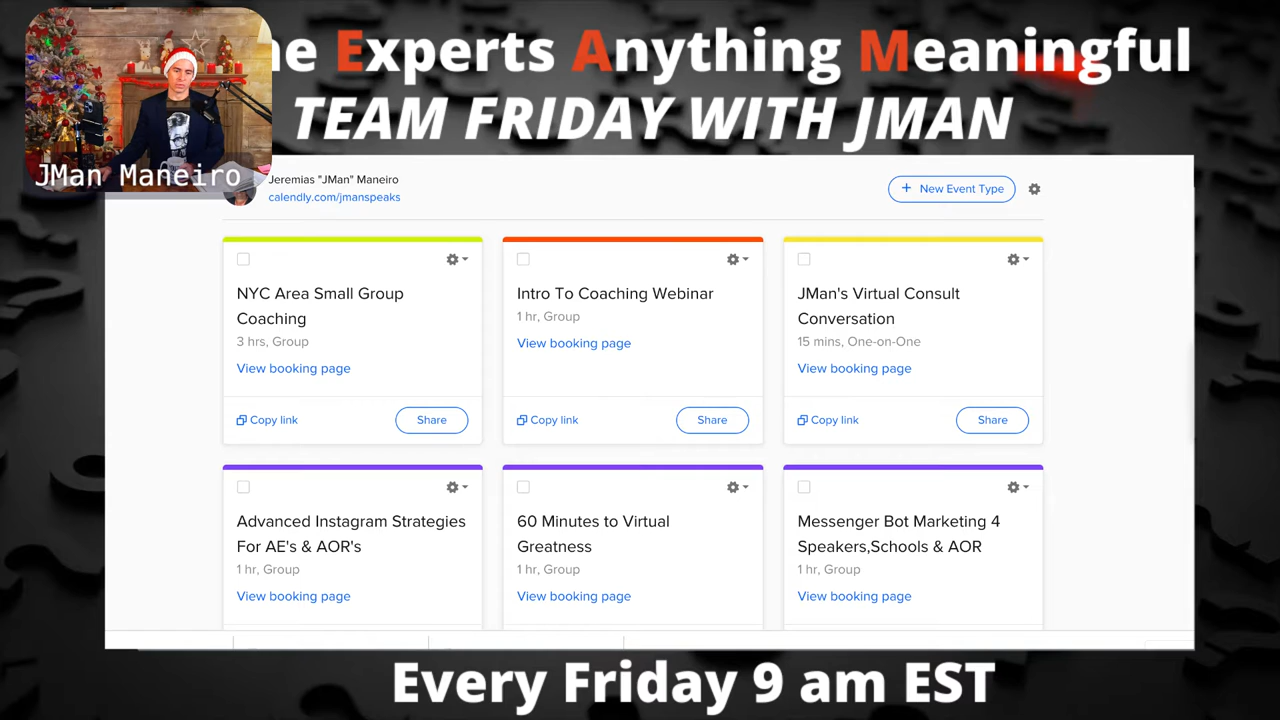 ne Experts Anything Meaningful
TEAM FRIDAY WITH JMAN
JMan Maneiro
Jeremias "JMan" Maneiro
calendly.com/jmanspeaks
+ New Event Type
NYC Area Small Group
Coaching
3 hrs, Group
View booking page
Copy link
Share
Intro To Coaching Webinar
1 hr, Group
View booking page
Copy link
Share
JMan's Virtual Consult
Conversation
15 mins, One-on-One
View booking page
Copy link
Share
Advanced Instagram Strategies
For AE's & AOR's
1 hr, Group
View booking page
60 Minutes to Virtual
Greatness
1 hr, Group
View booking page
Messenger Bot Marketing 4
Speakers,Schools & AOR
1 hr, Group
View booking page
Every Friday 9 am EST